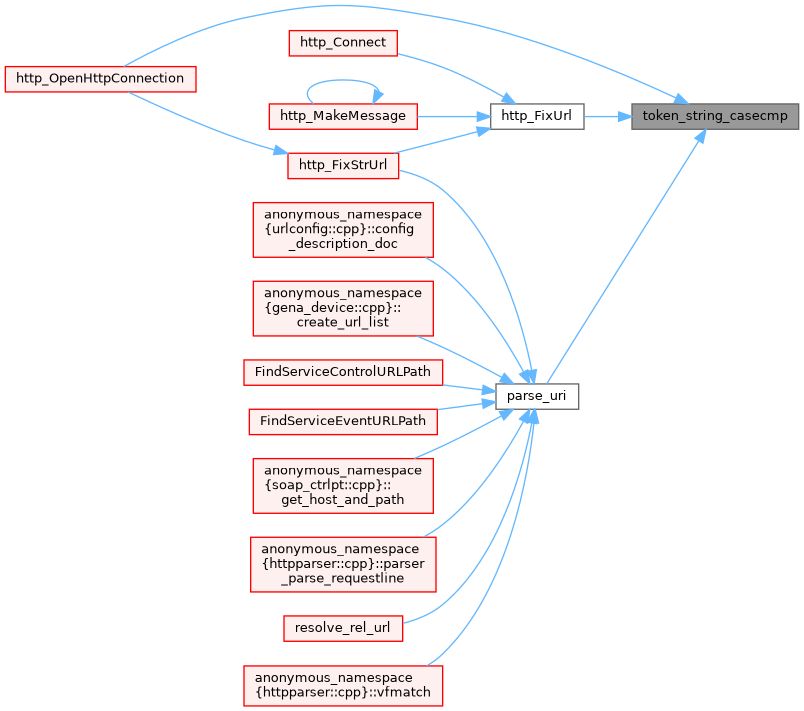 http_Connect
http_OpenHttpConnection
http_MakeMessage
http_FixUrl
token_string_casecmp
http_FixStrUrl
anonymous_namespace
{urlconfig::cpp}::config
_description_doc
anonymous_namespace
{gena_device::cpp}::
create_url_list
FindServiceControlURLPath
parse_uri
FindServiceEventURLPath
anonymous_namespace
{soap_ctrlpt::cpp}::
get_host_and_path
anonymous_namespace
{httpparser::cpp}::parser
_parse_requestline
resolve_rel_url
anonymous_namespace
{httpparser::cpp}::vfmatch